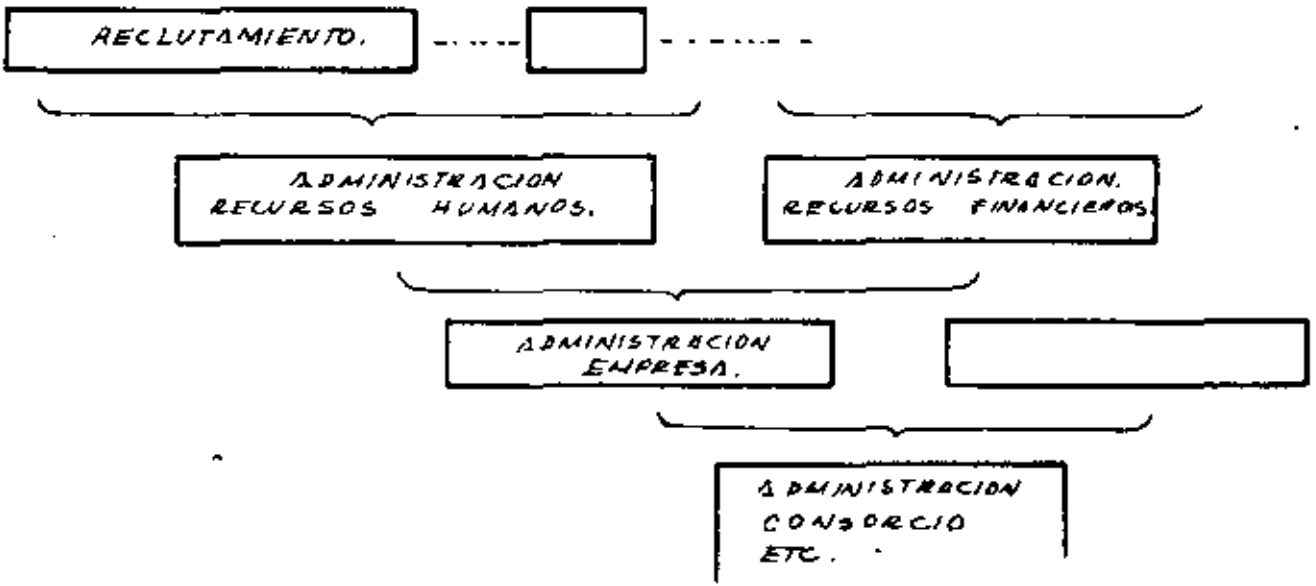 RECLUTAMIENTO.
ADMINISTRACION
RECURSOS HUMANOS.
ADMINISTRACION.
RECURSOS FINANCIEROS.
ADMINISTRACION
EMPRESA.
ADMINISTRACION
CONSORCIO
ETC.